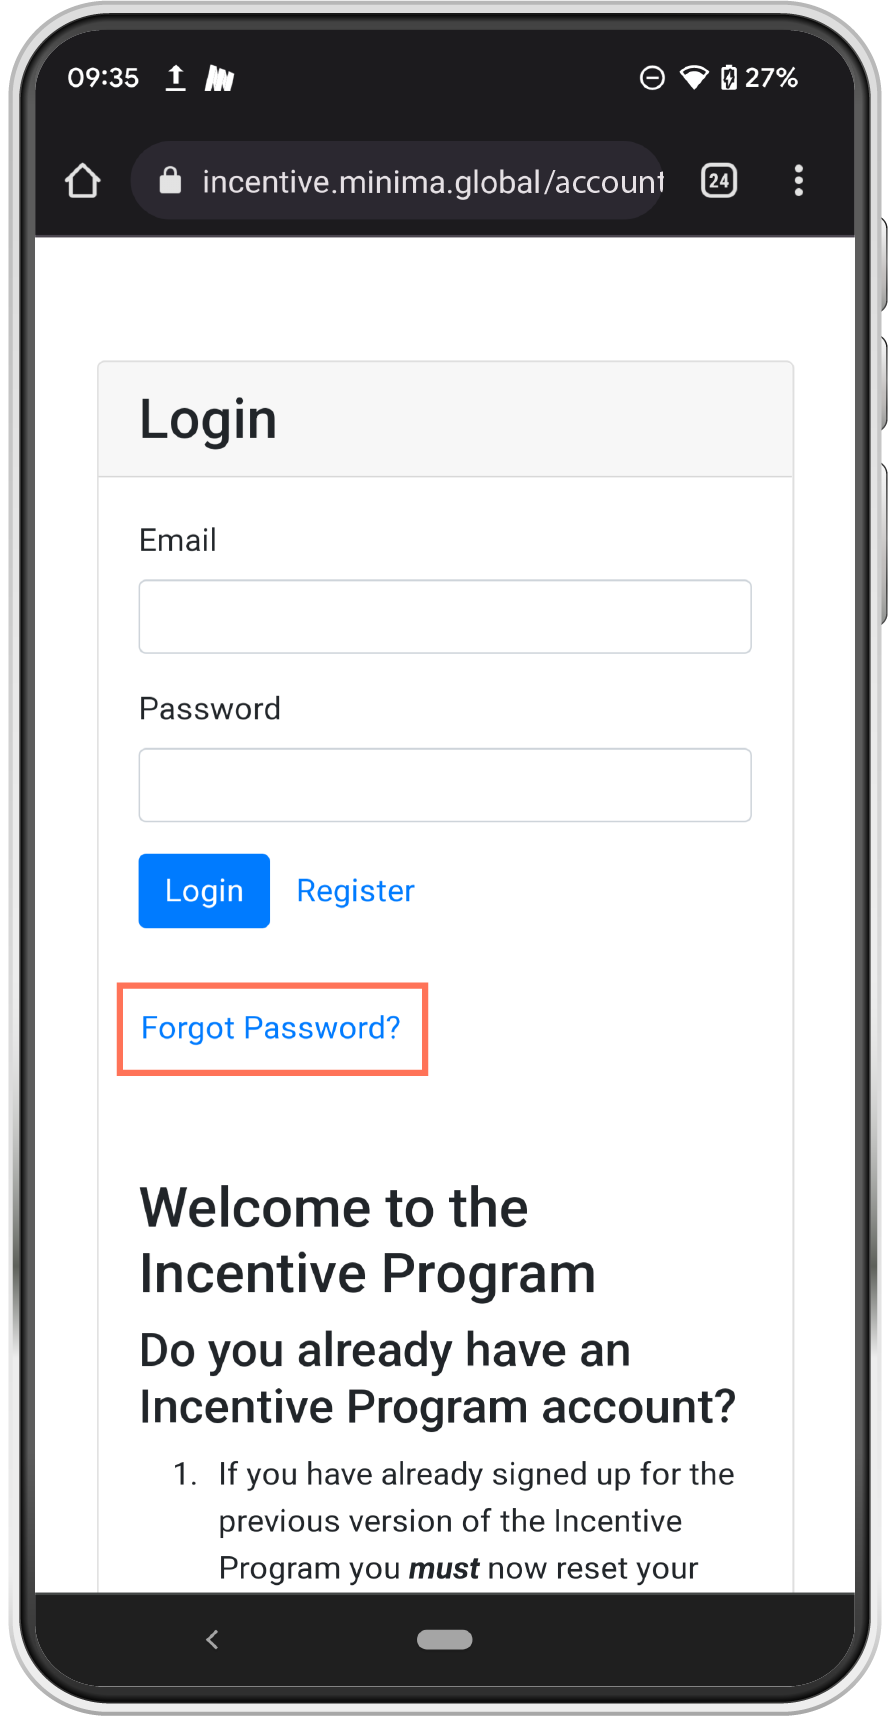 09:35
27%
incentive.minima.global/account
24
Login
Email
Password
Login Register
Forgot Password?
Welcome to the
Incentive Program
Do you already have an
Incentive Program account?
1. If you have already signed up for the
previous version of the Incentive
Program you must now reset your